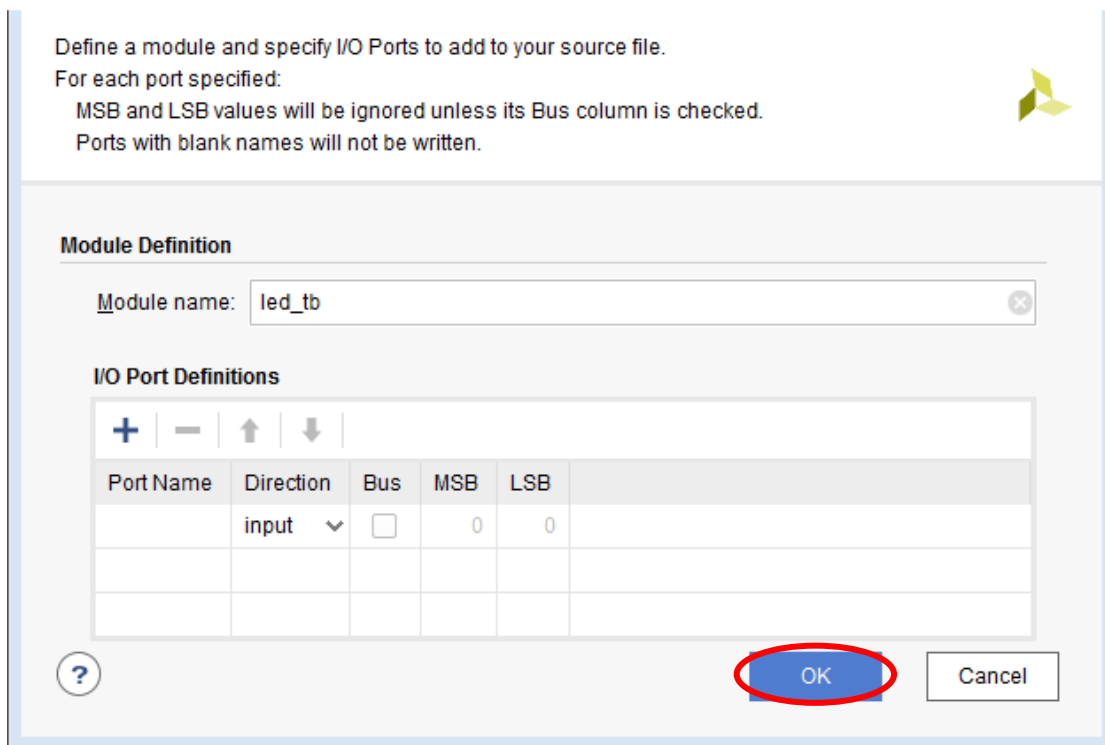 Define a module and specify I/O Ports to add to your source file.
For each port specified:
MSB and LSB values will be ignored unless its Bus column is checked.
Ports with blank names will not be written.
Module Definition
Module name: led_tb
I/O Port Definitions
Port Name Direction Bus MSB LSB
input 0 0
? OK Cancel